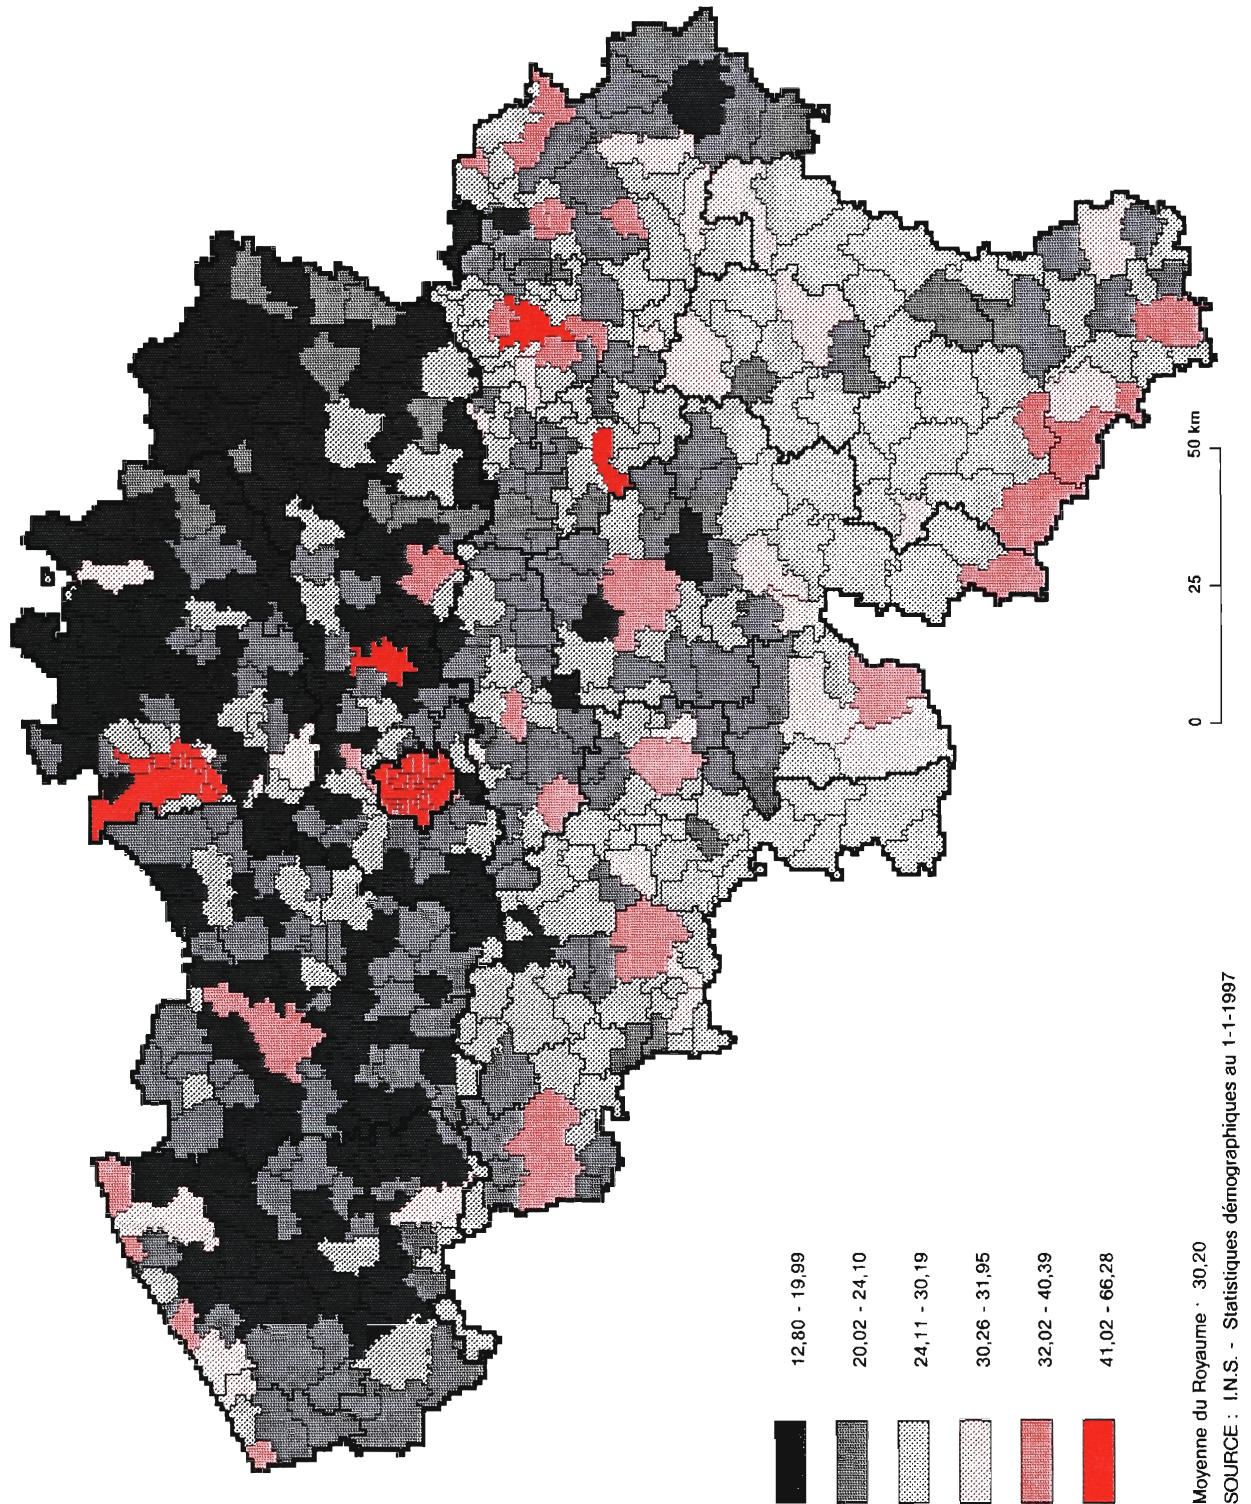 12,80 - 19,99
20,02 - 24,10
24,11 - 30,19
30,26 - 31,95
32,02 - 40,39
41,02 - 66,28
0 25 50 km
Moyenne du Royaume · 30,20
SOURCE : I.N.S. - Statistiques démographiques au 1-1-1997